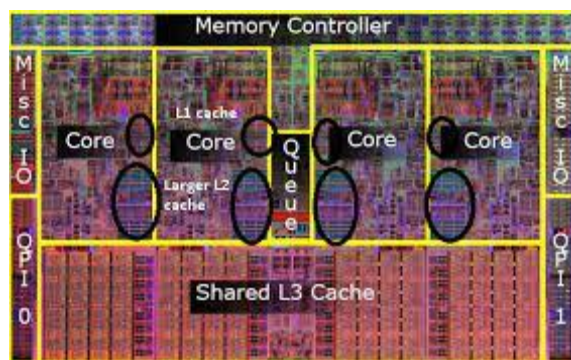 Memory Controller
Misc IO
Core
L1 cache
Core
Queue
Core
Core
Misc IO
Larger L2
cache
QPI 0
Shared L3 Cache
QPI 1